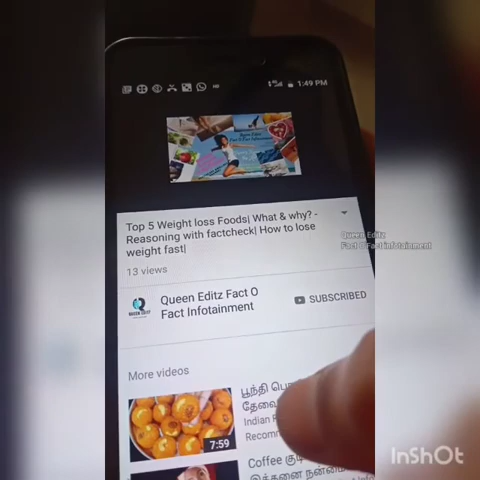 1:49 PM
Top 5 Weight loss Foods| What & why? -
Reasoning with factcheck| How to lose
weight fast|
13 views
Queen Editz
Fact O Fact infotainment
Queen Editz Fact O
Fact Infotainment
SUBSCRIBED
More videos
7:59
பூந்தி
Indian
Coffee
InShOt